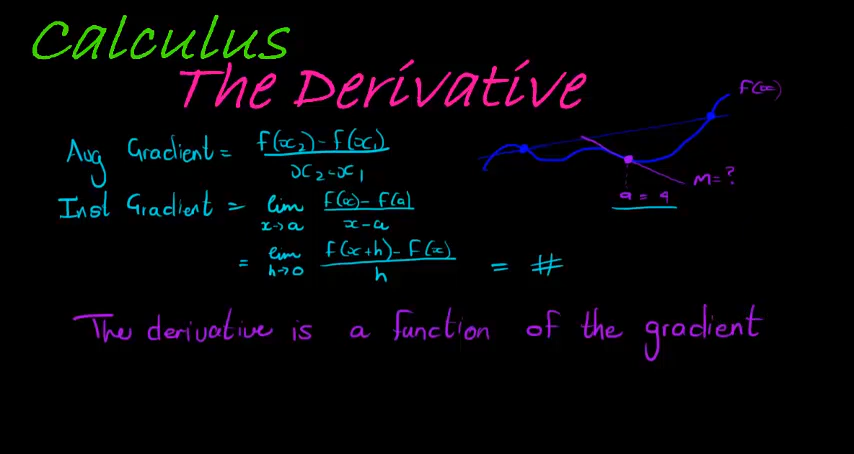 Calculus
The Derivative
F(x)
Avg Gradient = f(x₂) - f(x₁) / x₂ - x₁
m = ?
a = 4
Inst Gradient = lim x→a f(x) - f(a) / x - a
= lim h→0 f(x+h) - F(x) / h = #
The derivative is a function of the gradient